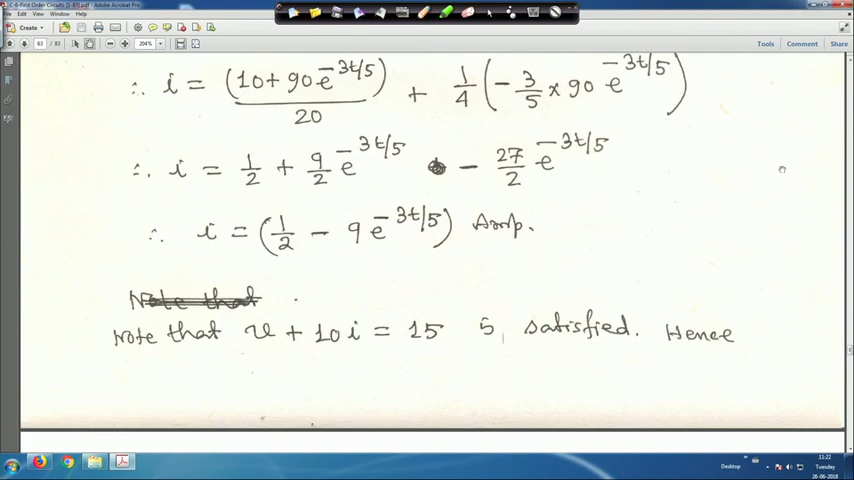 C-6-First Order Circuits [1-83].pdf - Adobe Acrobat Pro
File Edit View Window Help
Create
63 / 83 204% Tools Comment Share
∴ i = (10 + 90 e^{-3t/5}) / 20 + 1/4 (- 3/5 × 90 e^{-3t/5})
∴ i = 1/2 + 9/2 e^{-3t/5} - 27/2 e^{-3t/5}
∴ i = (1/2 - 9 e^{-3t/5}) Amp.
Note that
Note that v + 10 i = 15 is satisfied. Hence
Desktop
11:22
Tuesday
26-06-2018